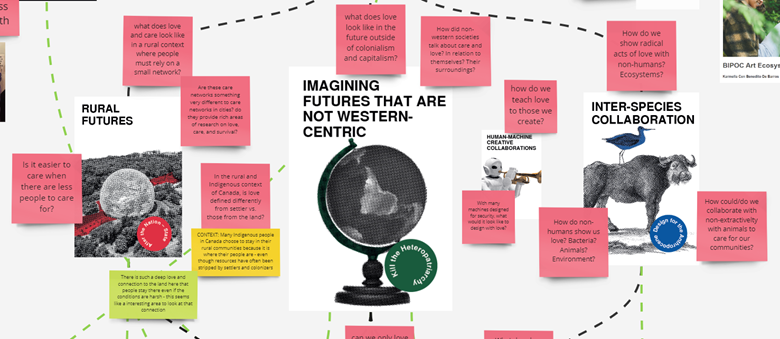 ss
th
what does love
and care look like
in a rural context
where people
must rely on a
small network?
what does love
look like in the
future outside
of colonialism
and capitalism?
How did non-
western societies
talk about care and
love? In relation to
themselves? Their
surroundings?
How do we
show radical
acts of love with
non-humans?
Ecosystems?
BIPOC Art Ecosys
RURAL
FUTURES
Are these care
networks something
very different to care
networks in cities? do
they provide rich areas
of research on love,
care, and survival?
IMAGINING
FUTURES THAT ARE
NOT WESTERN-
CENTRIC
how do we
teach love
to those we
create?
INTER-SPECIES
COLLABORATION
HUMAN-MACHINE
CREATIVE
COLLABORATIONS
Is it easier to
care when
there are less
people to care
for?
In the rural and
Indigenous context
of Canada, is love
defined differently
from settler vs.
those from the land?
With many
machines designed
for security, what
would it look like
to design with love?
How do non-
humans show us
love? Bacteria?
Animals?
Environment?
How could/do we
collaborate with
non-extractivity
with animals to
care for our
communities?
After the Nation - State
Kill the Heteropatriarchy
Design for the Anthropocene
CONTEXT: Many Indigenous people
in Canada choose to stay in their
rural communities because it is
where their people are - even
though resources have often been
stripped by settlers and colonizers
There is such a deep love and
connection to the land here that
people stay there even if the
conditions are harsh - this seems
like a interesting area to look at that
connection
can we only love